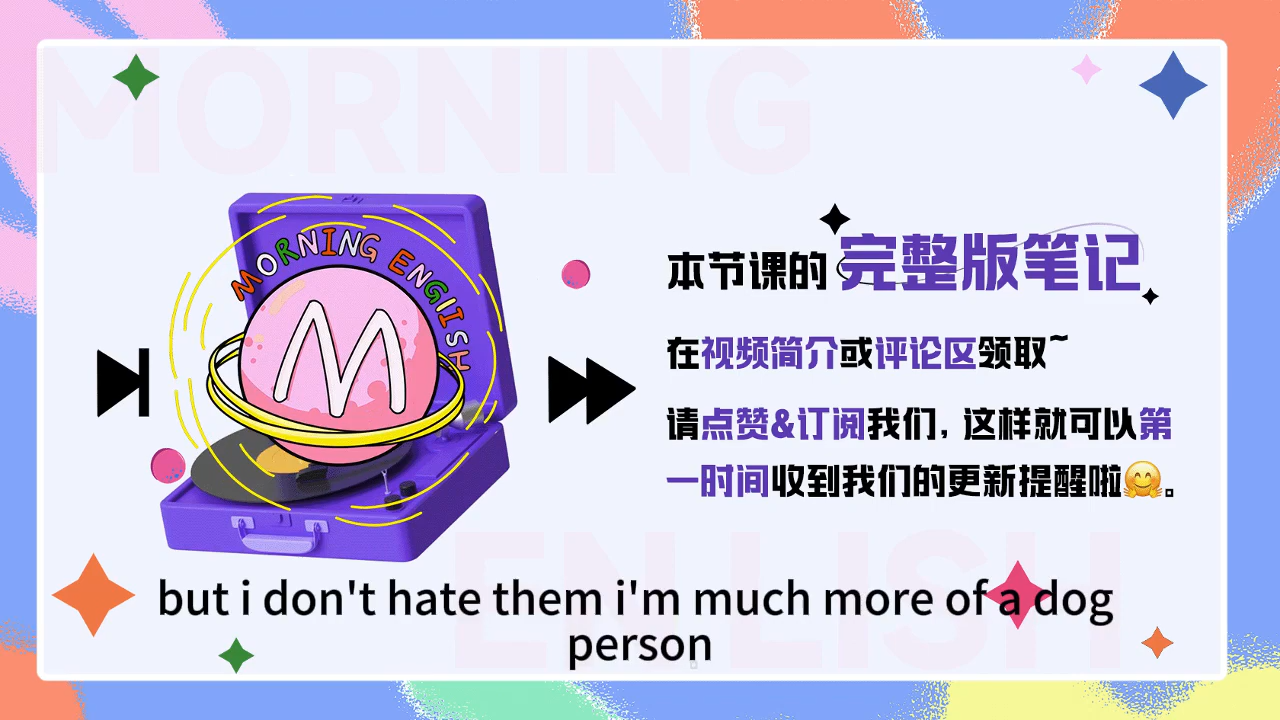 MORNING
MORNING ENGLISH
M
本节课的 完整版笔记
在视频简介或评论区领取~
请点赞&订阅我们，这样就可以第
一时间收到我们的更新提醒啦🤗。
EN LISH
but i don't hate them i'm much more of a dog
person